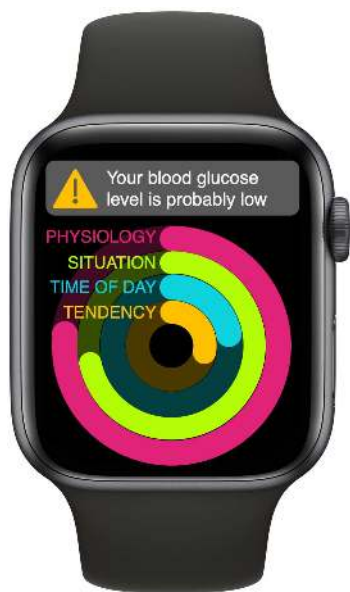 Your blood glucose
level is probably low
PHYSIOLOGY
SITUATION
TIME OF DAY
TENDENCY